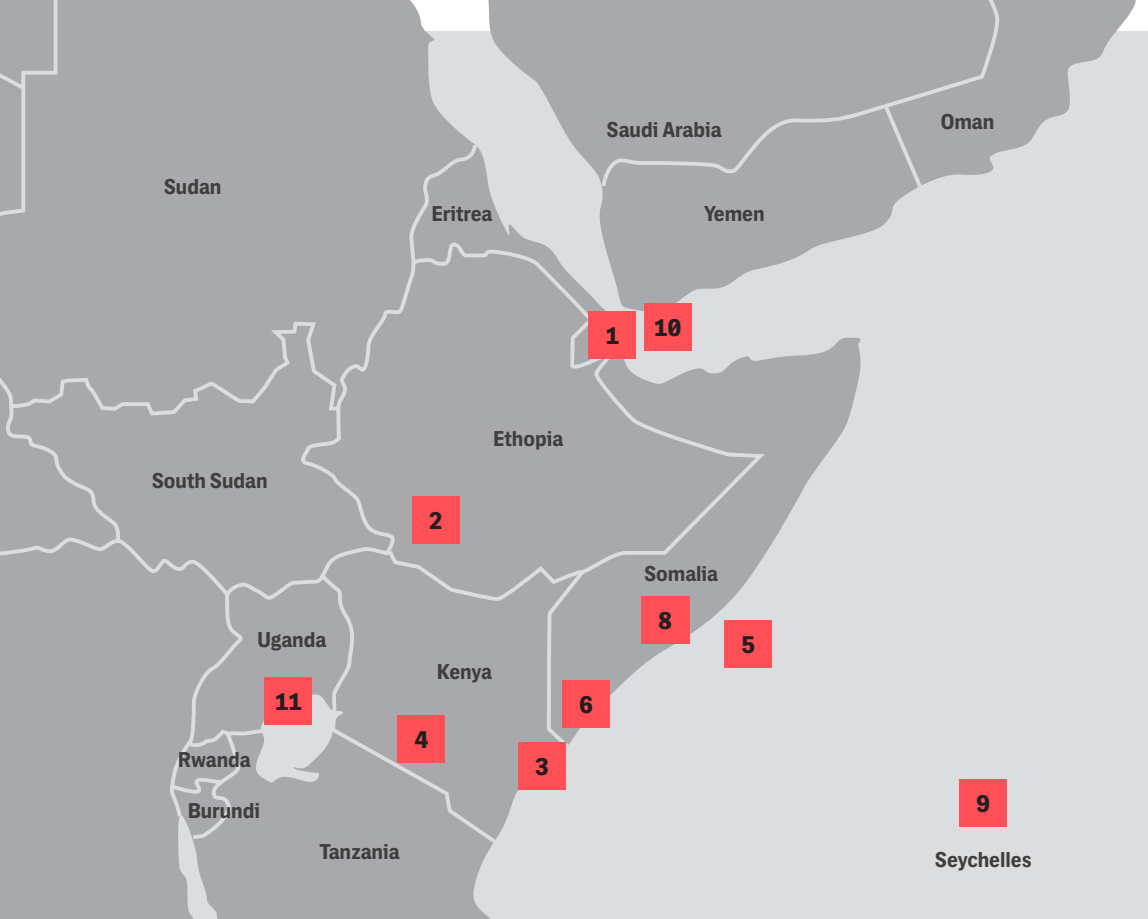 Saudi Arabia
Oman
Sudan
Eritrea
Yemen
1
10
Ethopia
South Sudan
2
Somalia
8
5
Uganda
Kenya
11
6
4
3
Rwanda
9
Burundi
Tanzania
Seychelles